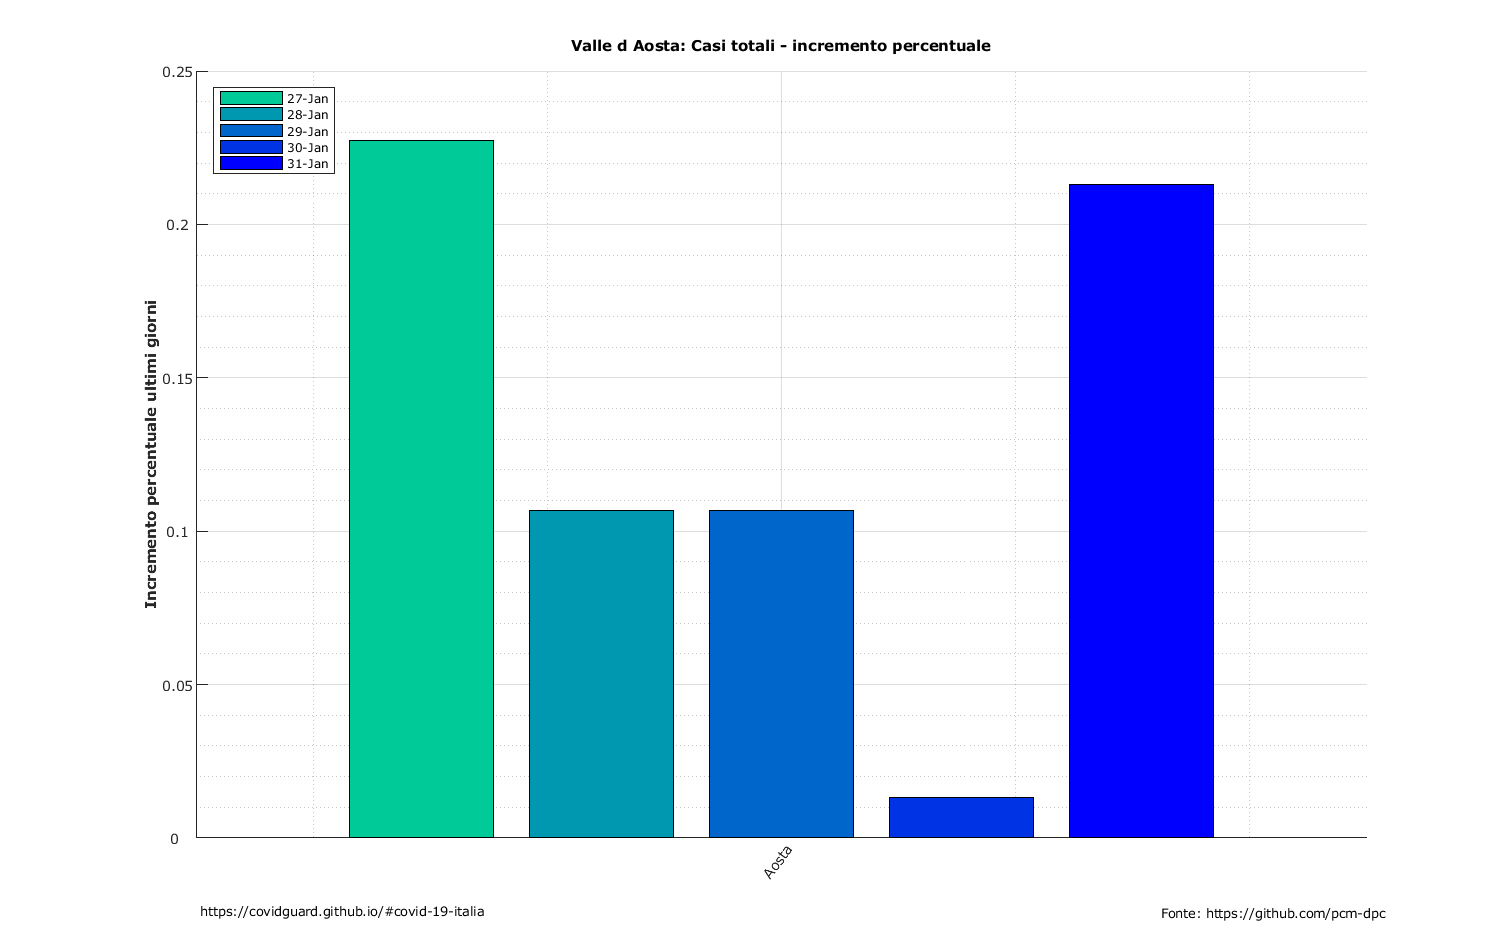 Valle d Aosta: Casi totali - incremento percentuale
0.25
27-Jan
28-Jan
29-Jan
30-Jan
31-Jan
0.2
0.15
0.1
0.05
0
Incremento percentuale ultimi giorni
Aosta
https://covidguard.github.io/#covid-19-italia
Fonte: https://github.com/pcm-dpc